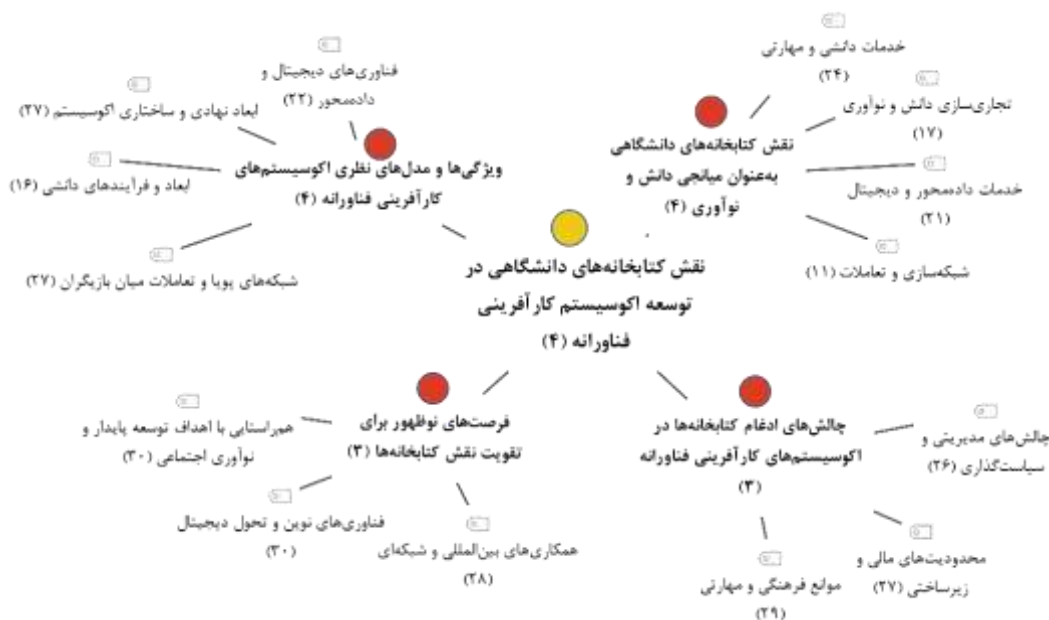 خدمات دانشی و مهارتی
(۲۴)
تجاری‌سازی دانش و نوآوری
(۱۷)
نقش کتابخانه‌های دانشگاهی
به‌عنوان میانجی دانش و
نوآوری (۴)
خدمات داده‌محور و دیجیتال
(۲۱)
شبکه‌سازی و تعاملات (۱۱)
فناوری‌های دیجیتال و
داده‌محور (۲۲)
ابعاد نهادی و ساختاری اکوسیستم (۲۷)
ویژگی‌ها و مدل‌های نظری اکوسیستم‌های
کارآفرینی فناورانه (۴)
ابعاد و فرآیندهای دانشی (۱۶)
شبکه‌های پویا و تعاملات میان بازیگران (۲۷)
نقش کتابخانه‌های دانشگاهی در
توسعه اکوسیستم کارآفرینی
فناورانه (۴)
چالش‌های ادغام کتابخانه‌ها در
اکوسیستم‌های کارآفرینی فناورانه
(۳)
چالش‌های مدیریتی و
سیاست‌گذاری (۲۶)
محدودیت‌های مالی و
زیرساختی (۲۷)
موانع فرهنگی و مهارتی
(۲۹)
فرصت‌های نوظهور برای
تقویت نقش کتابخانه‌ها (۳)
هم‌راستایی با اهداف توسعه پایدار و
نوآوری اجتماعی (۳۰)
فناوری‌های نوین و تحول دیجیتال
(۳۰)
همکاری‌های بین‌المللی و شبکه‌ای
(۲۸)